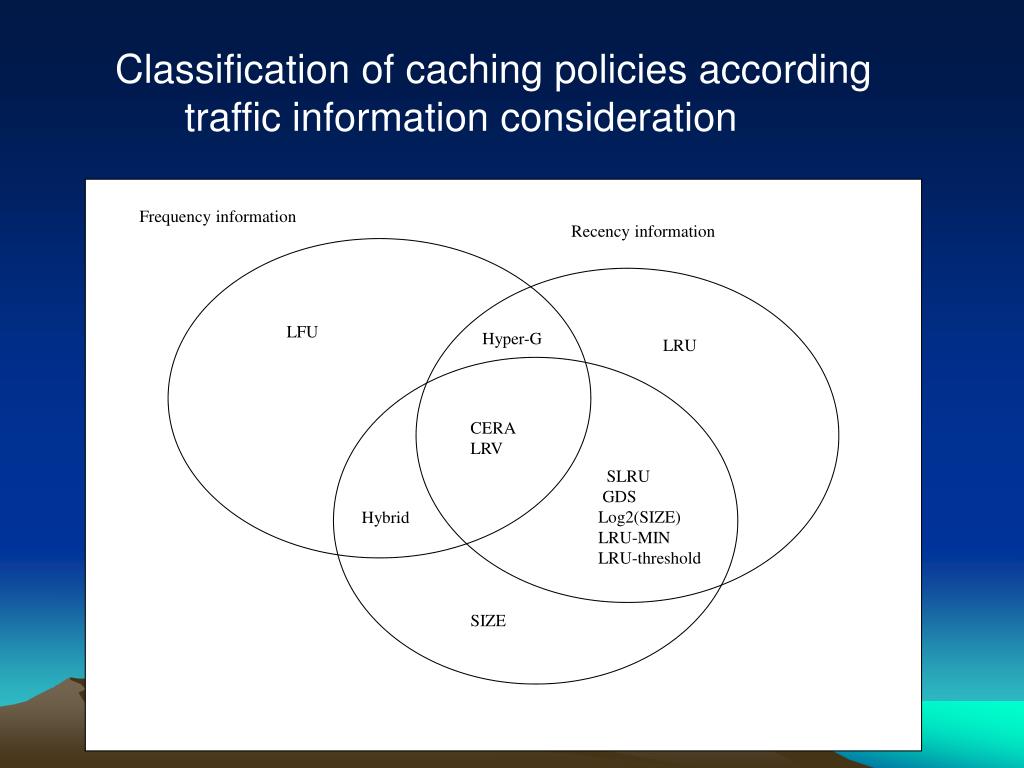 Classification of caching policies according
traffic information consideration
Frequency information
Recency information
LFU
Hyper-G
LRU
CERA
LRV
SLRU
GDS
Log2(SIZE)
LRU-MIN
LRU-threshold
Hybrid
SIZE